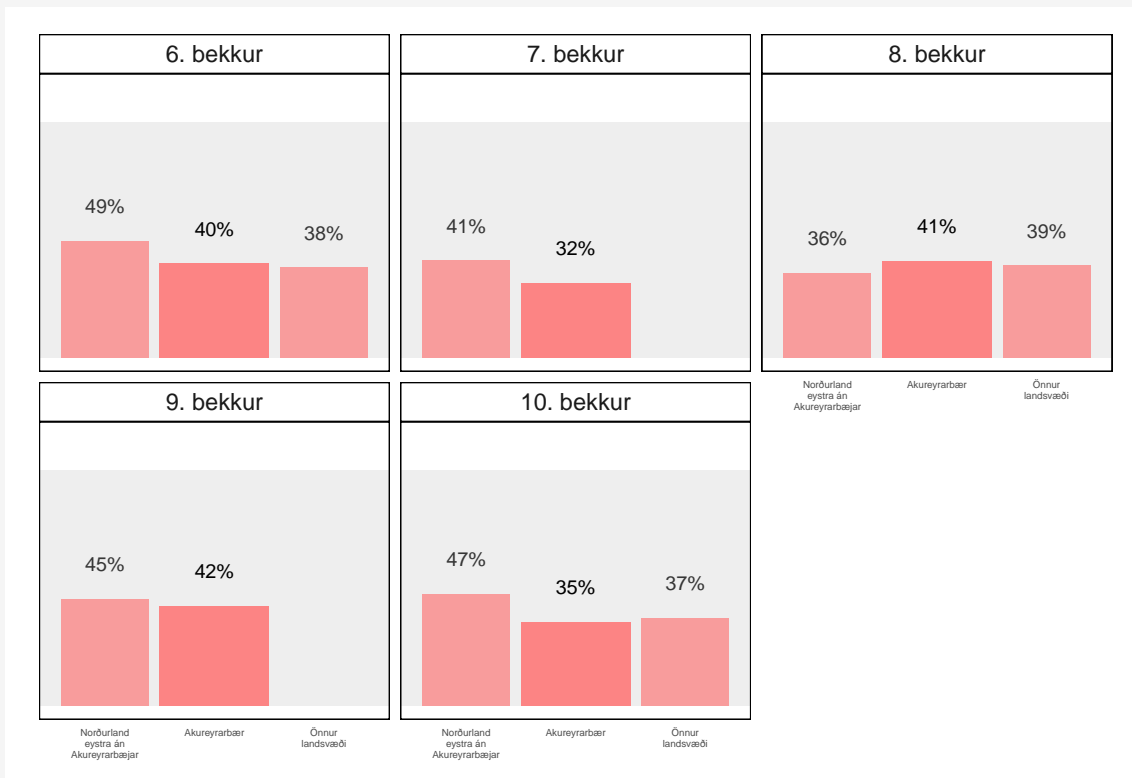 6. bekkur
49%
40%
38%
7. bekkur
41%
32%
8. bekkur
36%
41%
39%
Norðurland
eystra án
Akureyrarbæjar
Akureyrarbær
Önnur
landsvæði
9. bekkur
45%
42%
Norðurland
eystra án
Akureyrarbæjar
Akureyrarbær
Önnur
landsvæði
10. bekkur
47%
35%
37%
Norðurland
eystra án
Akureyrarbæjar
Akureyrarbær
Önnur
landsvæði